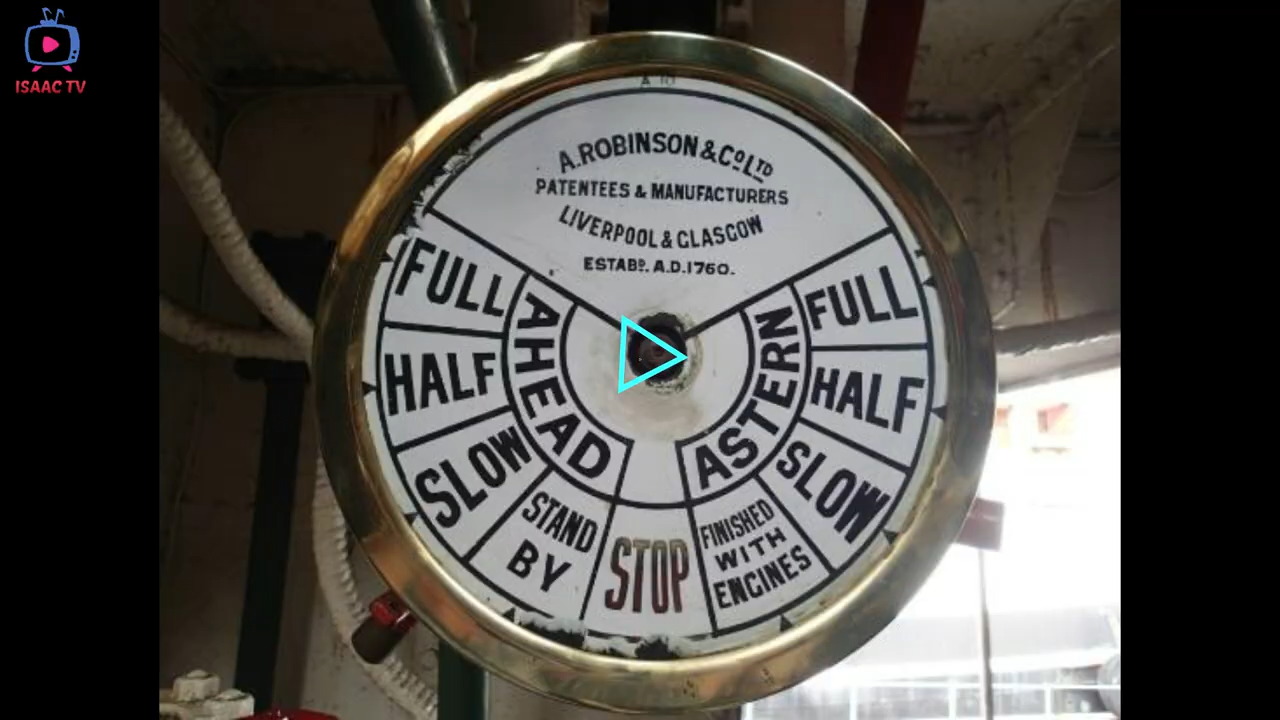 ISAAC TV
A.ROBINSON & Cº Lᵀᴰ
PATENTEES & MANUFACTURERS
LIVERPOOL & GLASGOW
ESTABᴰ. A.D.1760.
FULL
HALF
SLOW
STAND
BY
AHEAD
STOP
FINISHED
WITH
ENGINES
ASTERN
FULL
HALF
SLOW